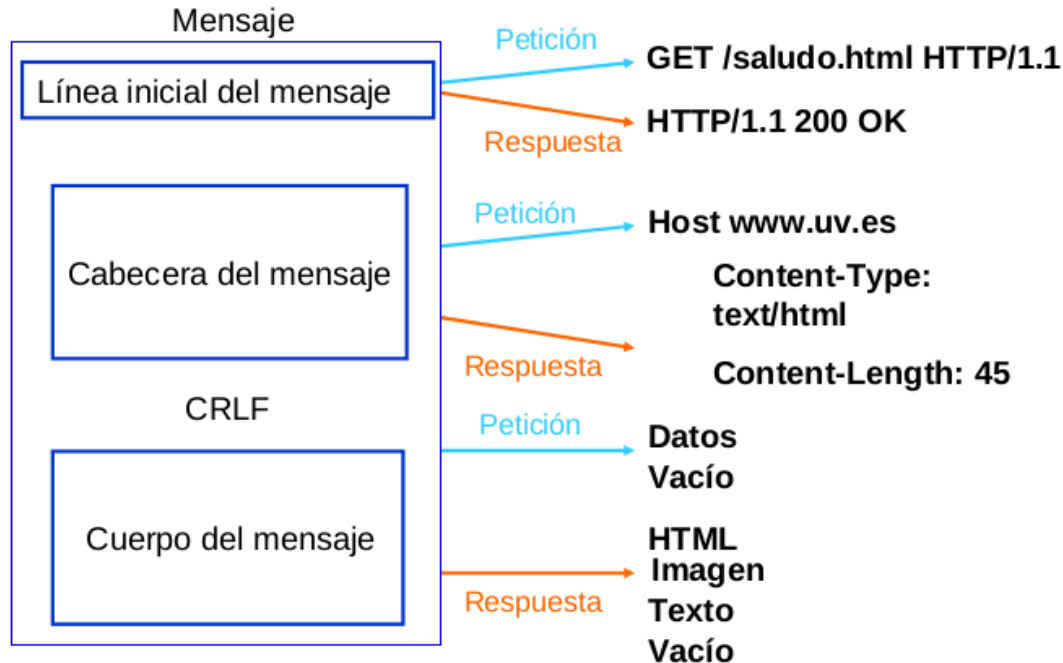 Mensaje
Línea inicial del mensaje
Petición
GET /saludo.html HTTP/1.1
Respuesta
HTTP/1.1 200 OK
Cabecera del mensaje
Petición
Host www.uv.es
Respuesta
Content-Type:
text/html
Content-Length: 45
CRLF
Cuerpo del mensaje
Petición
Datos
Vacío
Respuesta
HTML
Imagen
Texto
Vacío